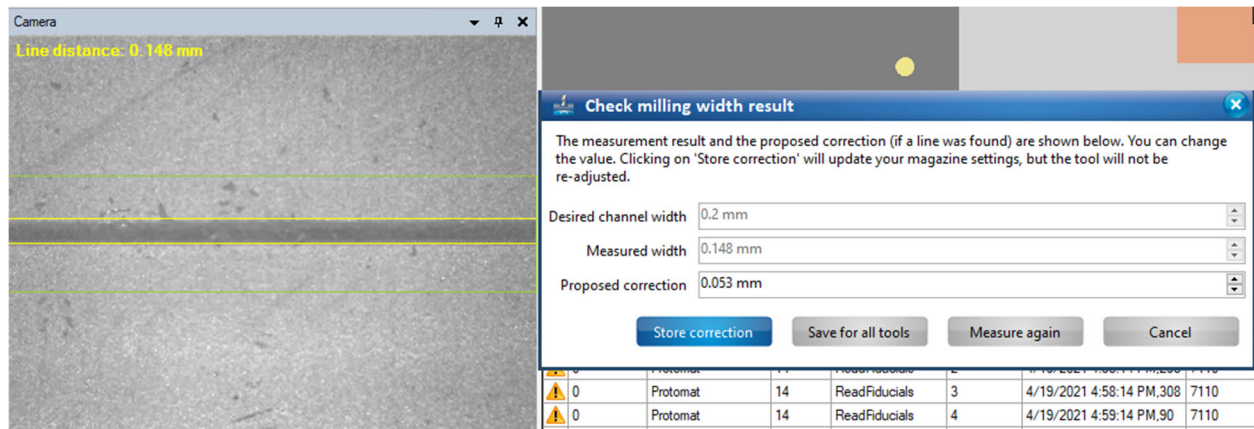 Camera
Line distance: 0.148 mm
Check milling width result
The measurement result and the proposed correction (if a line was found) are shown below. You can change
the value. Clicking on 'Store correction' will update your magazine settings, but the tool will not be
re-adjusted.
Desired channel width 0.2 mm
Measured width 0.148 mm
Proposed correction 0.053 mm
Store correction Save for all tools Measure again Cancel
0 Protomat 14 ReadFiducials 3 4/19/2021 4:58:14 PM,308 7110
0 Protomat 14 ReadFiducials 4 4/19/2021 4:59:14 PM,90 7110